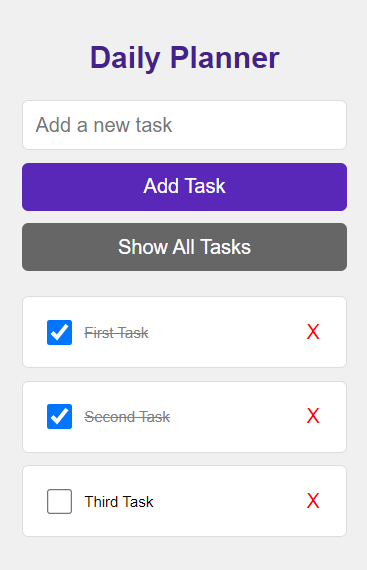 Daily Planner
Add a new task
Add Task
Show All Tasks
First Task X
Second Task X
Third Task X